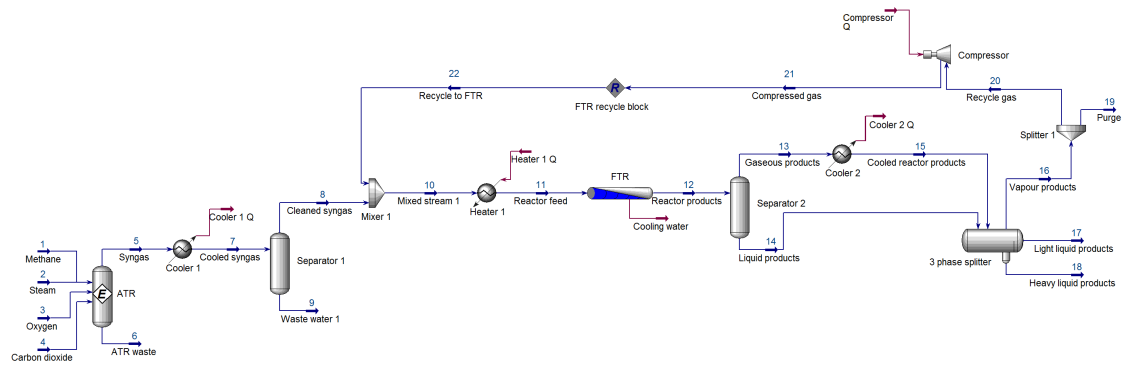 Compressor
Q
Compressor
22
21
20
19
Recycle to FTR
R
FTR recycle block
Compressed gas
Recycle gas
Purge
Splitter 1
Cooler 2 Q
Heater 1 Q
13
15
Gaseous products
Cooler 2
Cooled reactor products
FTR
16
Vapour products
8
10
11
12
Cleaned syngas
Mixer 1
Mixed stream 1
Heater 1
Reactor feed
Reactor products
Separator 2
Cooler 1 Q
Cooling water
1
5
7
14
17
Methane
Syngas
Cooler 1
Cooled syngas
Separator 1
Liquid products
3 phase splitter
Light liquid products
2
18
Steam
E
ATR
Heavy liquid products
3
9
Oxygen
Waste water 1
4
6
Carbon dioxide
ATR waste